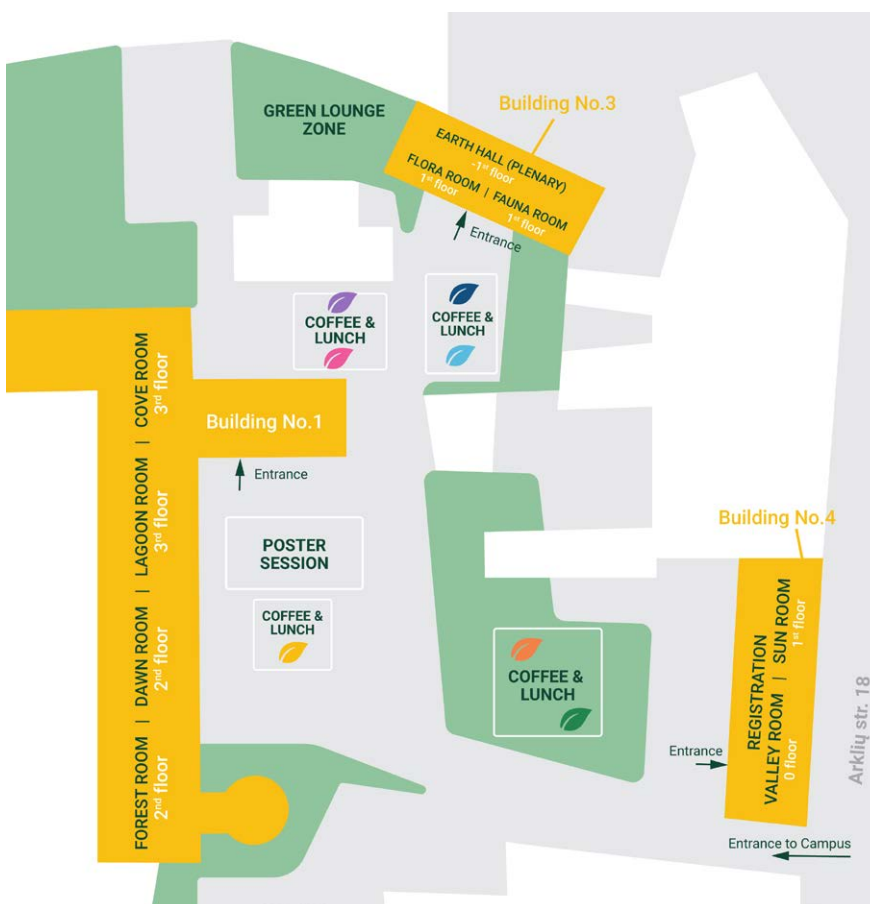 Building No.3
GREEN LOUNGE
ZONE
EARTH HALL (PLENARY)
-1st floor
FLORA ROOM | FAUNA ROOM
1st floor
1st floor
Entrance
COFFEE &
LUNCH
COFFEE &
LUNCH
Building No.1
Entrance
FOREST ROOM | DAWN ROOM | LAGOON ROOM | COVE ROOM
2nd floor
2nd floor
3rd floor
3rd floor
POSTER
SESSION
COFFEE &
LUNCH
COFFEE &
LUNCH
Building No.4
REGISTRATION
VALLEY ROOM | SUN ROOM
0 floor
1st floor
Entrance
Arklių str. 18
Entrance to Campus